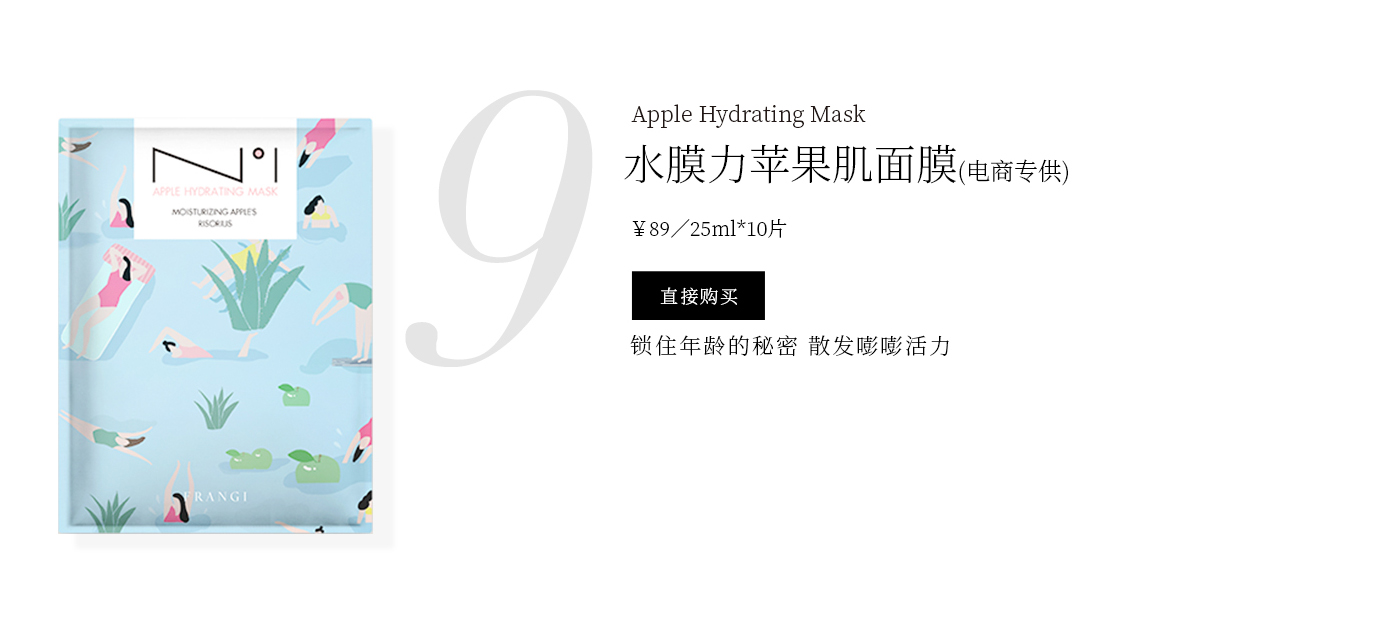 N°1
APPLE HYDRATING MASK
MOISTURIZING APPLE'S
RISORIUS
FRANGI
9
Apple Hydrating Mask
水膜力苹果肌面膜(电商专供)
￥89／25ml*10片
直接购买
锁住年龄的秘密 散发嘭嘭活力